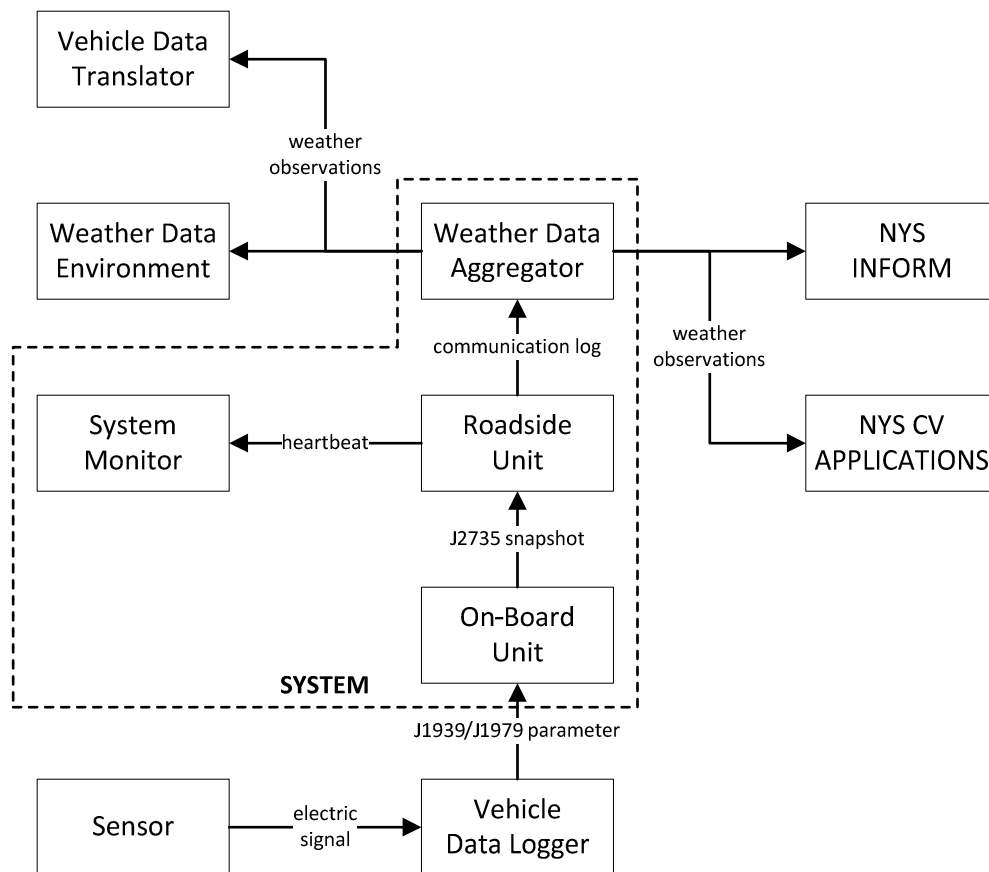 Vehicle Data
Translator
weather
observations
Weather Data
Environment
Weather Data
Aggregator
NYS
INFORM
communication log
weather
observations
System
Monitor
heartbeat
Roadside
Unit
NYS CV
APPLICATIONS
J2735 snapshot
On-Board
Unit
SYSTEM
J1939/J1979 parameter
Sensor
electric
signal
Vehicle
Data Logger